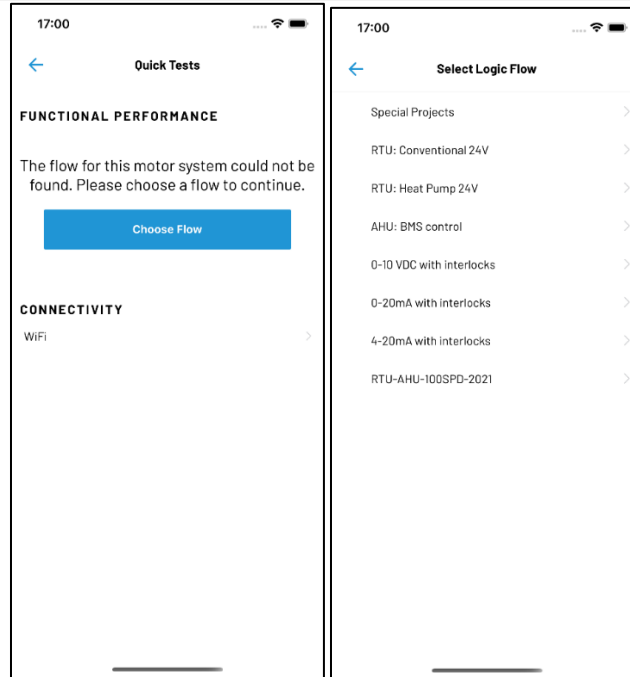 17:00
Quick Tests
FUNCTIONAL PERFORMANCE
The flow for this motor system could not be
found. Please choose a flow to continue.
Choose Flow
CONNECTIVITY
WiFi
17:00
Select Logic Flow
Special Projects
RTU: Conventional 24V
RTU: Heat Pump 24V
AHU: BMS control
0-10 VDC with interlocks
0-20mA with interlocks
4-20mA with interlocks
RTU-AHU-100SPD-2021